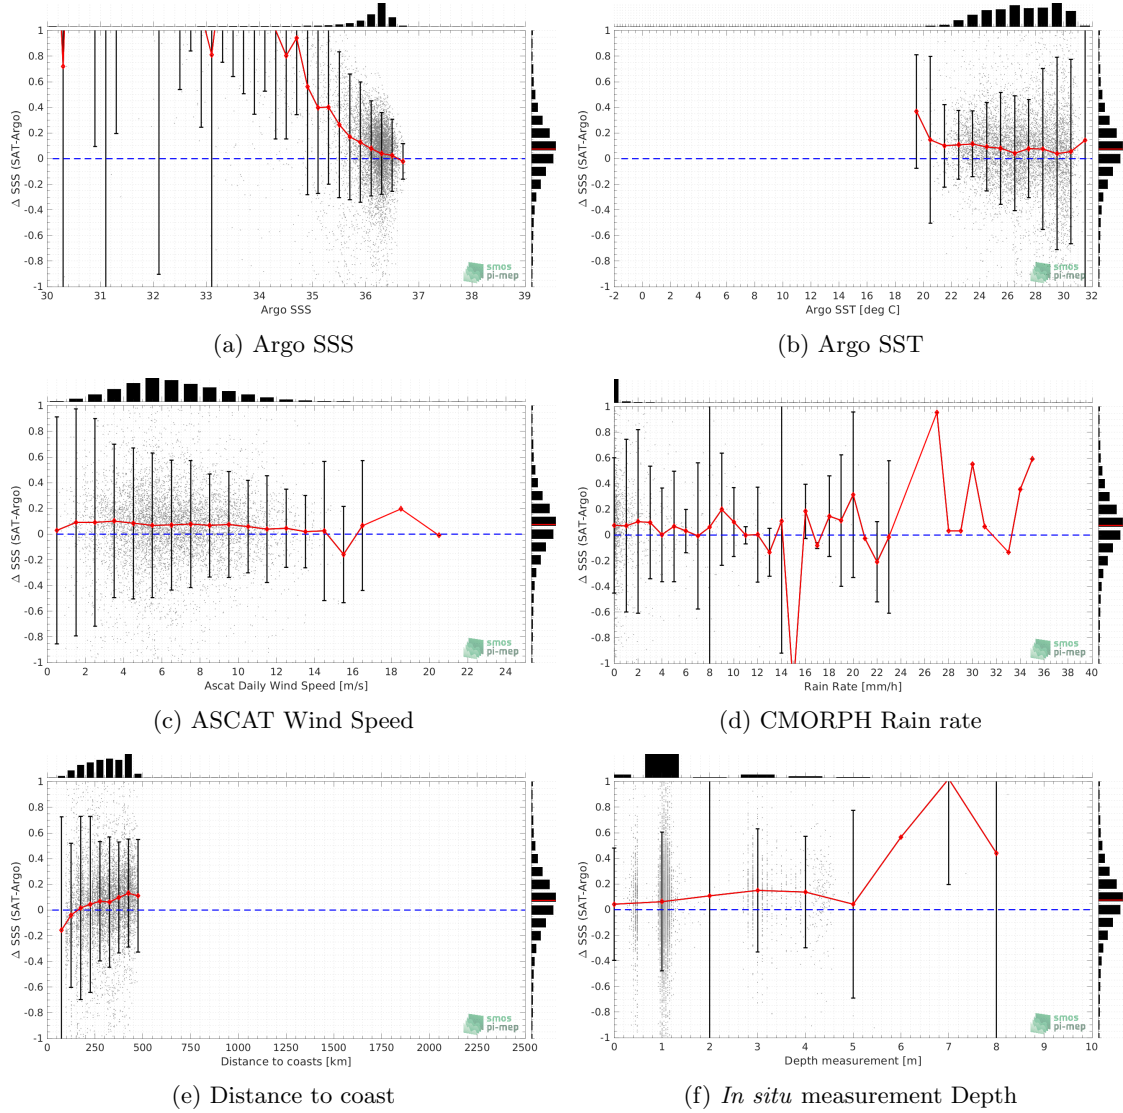 1
0.8
0.6
0.4
0.2
0
-0.2
-0.4
-0.6
-0.8
-1
Δ SSS (SAT-Argo)
smos
pi-mep
30 31 32 33 34 35 36 37 38 39
Argo SSS
(a) Argo SSS
1
0.8
0.6
0.4
0.2
0
-0.2
-0.4
-0.6
-0.8
-1
Δ SSS (SAT-Argo)
smos
pi-mep
-2 0 2 4 6 8 10 12 14 16 18 20 22 24 26 28 30 32
Argo SST [deg C]
(b) Argo SST
1
0.8
0.6
0.4
0.2
0
-0.2
-0.4
-0.6
-0.8
-1
Δ SSS (SAT-Argo)
smos
pi-mep
0 2 4 6 8 10 12 14 16 18 20 22 24
Ascat Daily Wind Speed [m/s]
(c) ASCAT Wind Speed
1
0.8
0.6
0.4
0.2
0
-0.2
-0.4
-0.6
-0.8
-1
Δ SSS (SAT-Argo)
smos
pi-mep
0 2 4 6 8 10 12 14 16 18 20 22 24 26 28 30 32 34 36 38 40
Rain Rate [mm/h]
(d) CMORPH Rain rate
1
0.8
0.6
0.4
0.2
0
-0.2
-0.4
-0.6
-0.8
-1
Δ SSS (SAT-Argo)
smos
pi-mep
0 250 500 750 1000 1250 1500 1750 2000 2250 2500
Distance to coasts [km]
(e) Distance to coast
1
0.8
0.6
0.4
0.2
0
-0.2
-0.4
-0.6
-0.8
-1
Δ SSS (SAT-Argo)
smos
pi-mep
0 1 2 3 4 5 6 7 8 9 10
Depth measurement [m]
(f) In situ measurement Depth